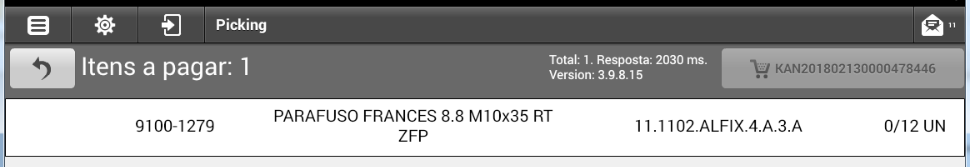 Picking
11
Itens a pagar: 1
Total: 1. Resposta: 2030 ms.
Version: 3.9.8.15
KAN201802130000478446
9100-1279
PARAFUSO FRANCES 8.8 M10x35 RT
ZFP
11.1102.ALFIX.4.A.3.A
0/12 UN